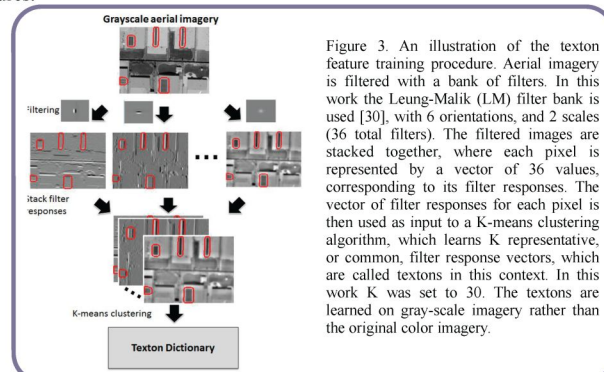 Grayscale aerial imagery
Filtering
Stack filter
responses
K-means clustering
Texton Dictionary
Figure 3. An illustration of the texton
feature training procedure. Aerial imagery
is filtered with a bank of filters. In this
work the Leung-Malik (LM) filter bank is
used [30], with 6 orientations, and 2 scales
(36 total filters). The filtered images are
stacked together, where each pixel is
represented by a vector of 36 values,
corresponding to its filter responses. The
vector of filter responses for each pixel is
then used as input to a K-means clustering
algorithm, which learns K representative,
or common, filter response vectors, which
are called textons in this context. In this
work K was set to 30. The textons are
learned on gray-scale imagery rather than
the original color imagery.